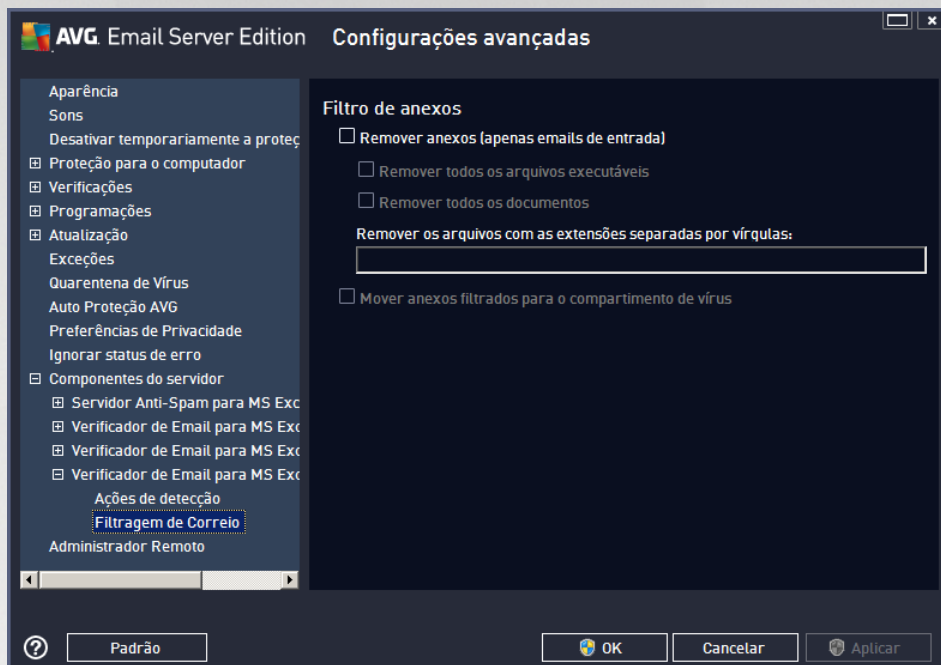 AVG. Email Server Edition Configurações avançadas
Aparência
Sons
Desativar temporariamente a proteç
Proteção para o computador
Verificações
Programações
Atualização
Exceções
Quarentena de Vírus
Auto Proteção AVG
Preferências de Privacidade
Ignorar status de erro
Componentes do servidor
Servidor Anti-Spam para MS Exc
Verificador de Email para MS Exc
Verificador de Email para MS Exc
Verificador de Email para MS Exc
Ações de detecção
Filtragem de Correio
Administrador Remoto
Filtro de anexos
Remover anexos (apenas emails de entrada)
Remover todos os arquivos executáveis
Remover todos os documentos
Remover os arquivos com as extensões separadas por vírgulas:
Mover anexos filtrados para o compartimento de vírus
? Padrão OK Cancelar Aplicar